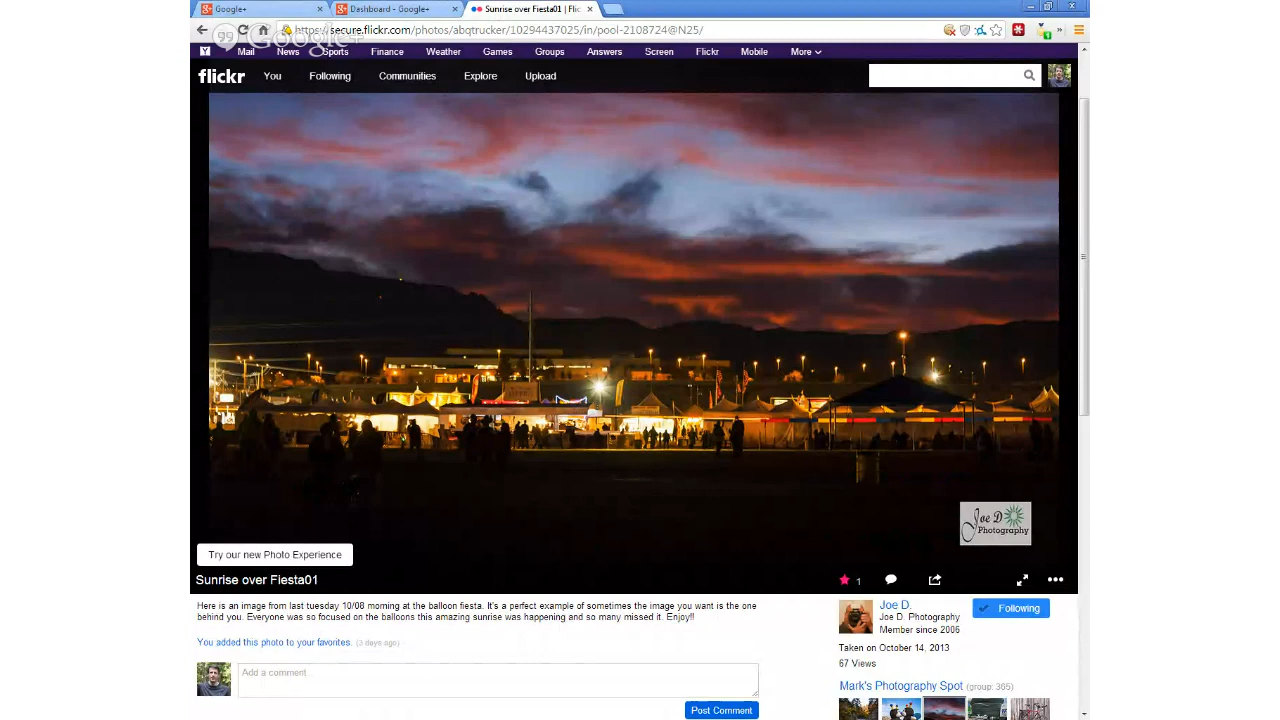 Google+
Dashboard - Google+
Sunrise over Fiesta01 | Flic
https://secure.flickr.com/photos/abqtrucker/10294437025/in/pool-2108724@N25/
Google+
Mail News Sports Finance Weather Games Groups Answers Screen Flickr Mobile More
flickr You Following Communities Explore Upload
Joe D
Photography
Try our new Photo Experience
Sunrise over Fiesta01
1
Here is an image from last tuesday 10/08 morning at the balloon fiesta. It's a perfect example of sometimes the image you want is the one
behind you. Everyone was so focused on the balloons this amazing sunrise was happening and so many missed it. Enjoy!!
You added this photo to your favorites. (3 days ago)
Add a comment
Post Comment
Joe D.
Joe D. Photography
Member since 2006
Following
Taken on October 14, 2013
67 Views
Mark's Photography Spot (group: 365)